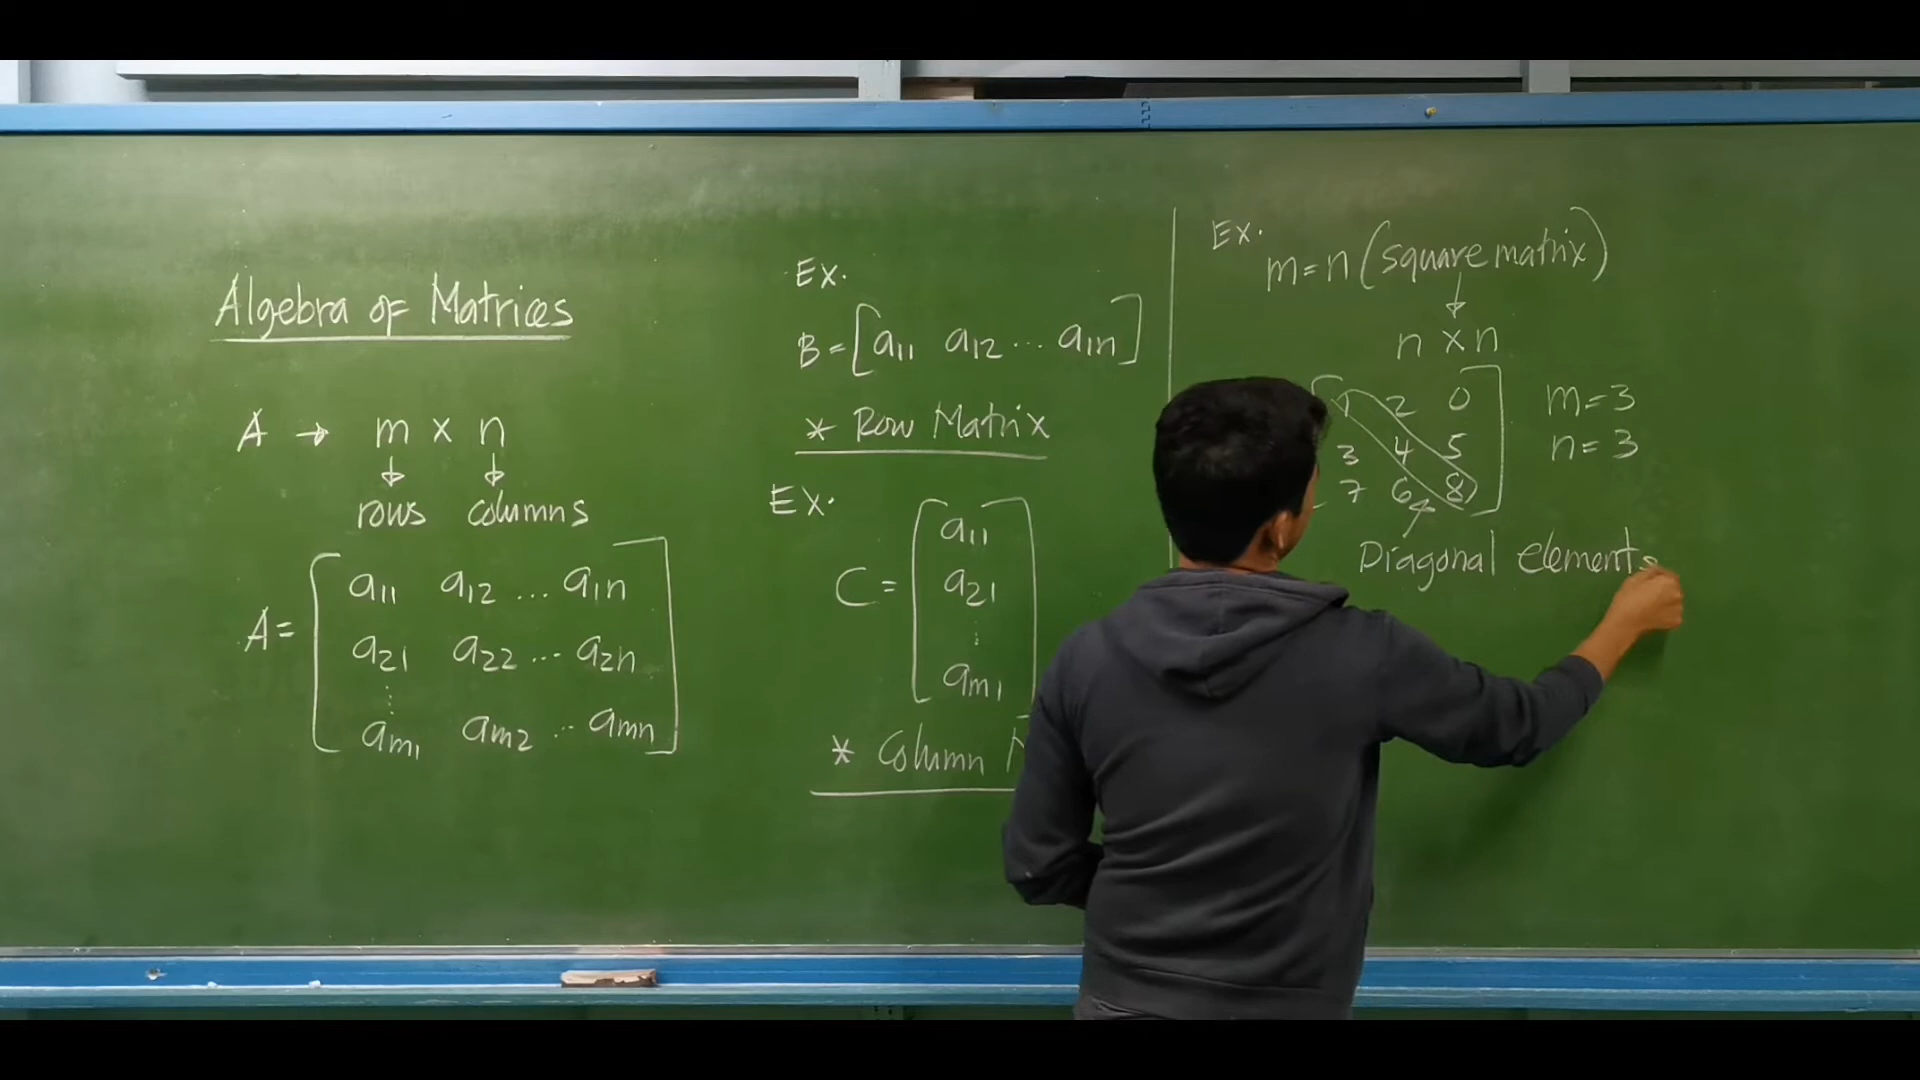 Algebra of Matrices
A → m x n
rows columns
A = [ a11 a12 ... a1n
a21 a22 ... a2n
⋮
am1 am2 ... amn ]
Ex.
B = [ a11 a12 ... a1n ]
* Row Matrix
Ex.
C = [ a11
a21
⋮
am1 ]
* Column
Ex.
m = n (square matrix)
↓
n x n
1 2 0 m = 3
3 4 5 n = 3
7 6 8
Diagonal elements